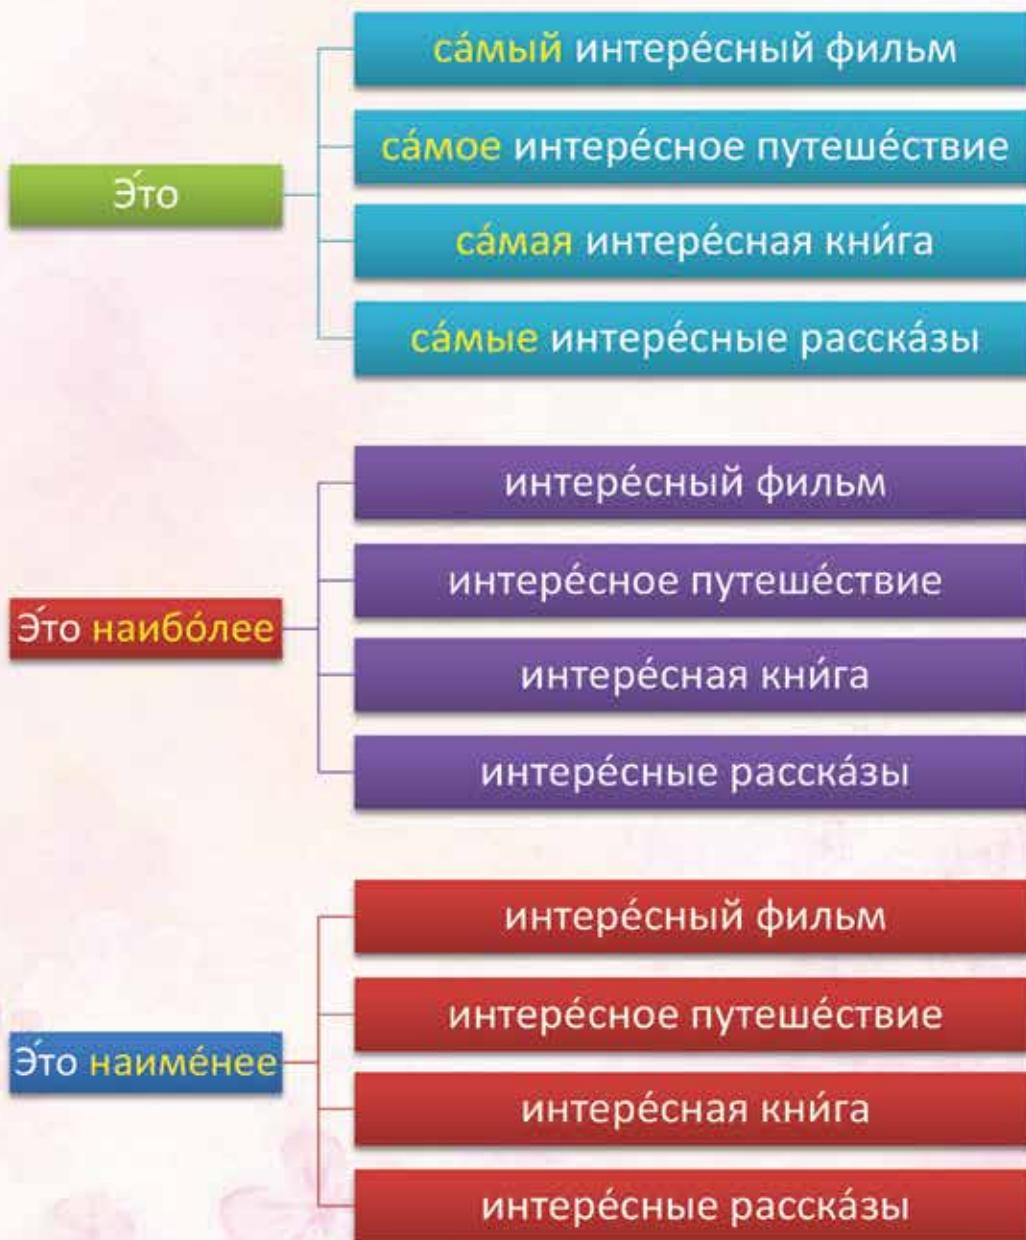 Э́то
са́мый интере́сный фильм
са́мое интере́сное путеше́ствие
са́мая интере́сная кни́га
са́мые интере́сные расска́зы
Э́то наибо́лее
интере́сный фильм
интере́сное путеше́ствие
интере́сная кни́га
интере́сные расска́зы
Э́то наиме́нее
интере́сный фильм
интере́сное путеше́ствие
интере́сная кни́га
интере́сные расска́зы